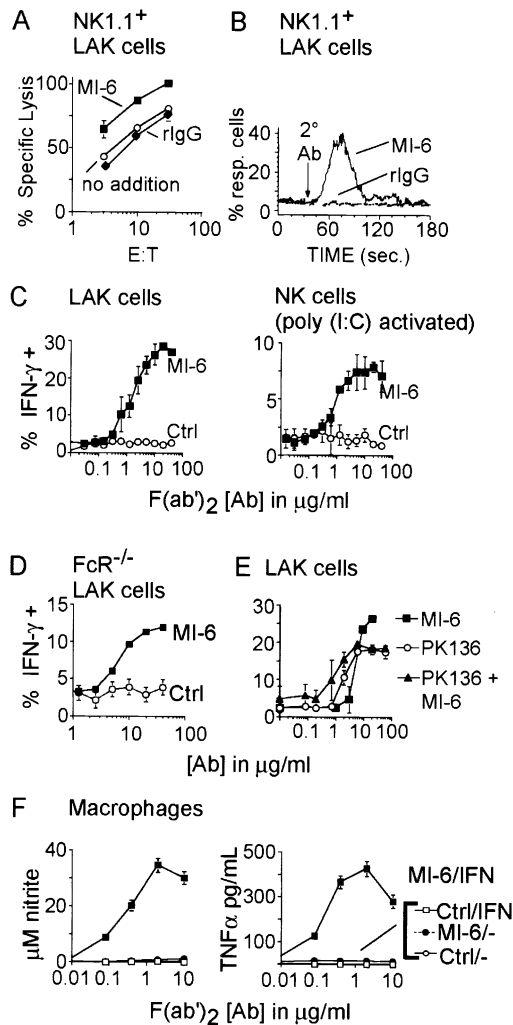 A NK1.1+
LAK cells
B NK1.1+
LAK cells
% Specific Lysis
100
50
0
MI-6
rIgG
no addition
1 10 100
E:T
% resp. cells
40
20
0
2°
Ab
MI-6
rIgG
0 60 120 180
TIME (sec.)
C LAK cells
NK cells
(poly (I:C) activated)
% IFN-γ +
30
20
10
0
MI-6
Ctrl
0.1 1 10 100
10
5
0
MI-6
Ctrl
0.1 1 10 100
F(ab')2 [Ab] in μg/ml
D FcR-/-
LAK cells
E LAK cells
% IFN-γ +
15
10
5
0
MI-6
Ctrl
1 10 100
30
20
10
0
0.1 1 10 100
MI-6
PK136
PK136 +
MI-6
[Ab] in μg/ml
F Macrophages
μM nitrite
40
20
0
0.01 0.1 1 10
TNFα pg/mL
500
300
100
0.01 0.1 1 10
MI-6/IFN
Ctrl/IFN
MI-6/-
Ctrl/-
F(ab')2 [Ab] in μg/ml